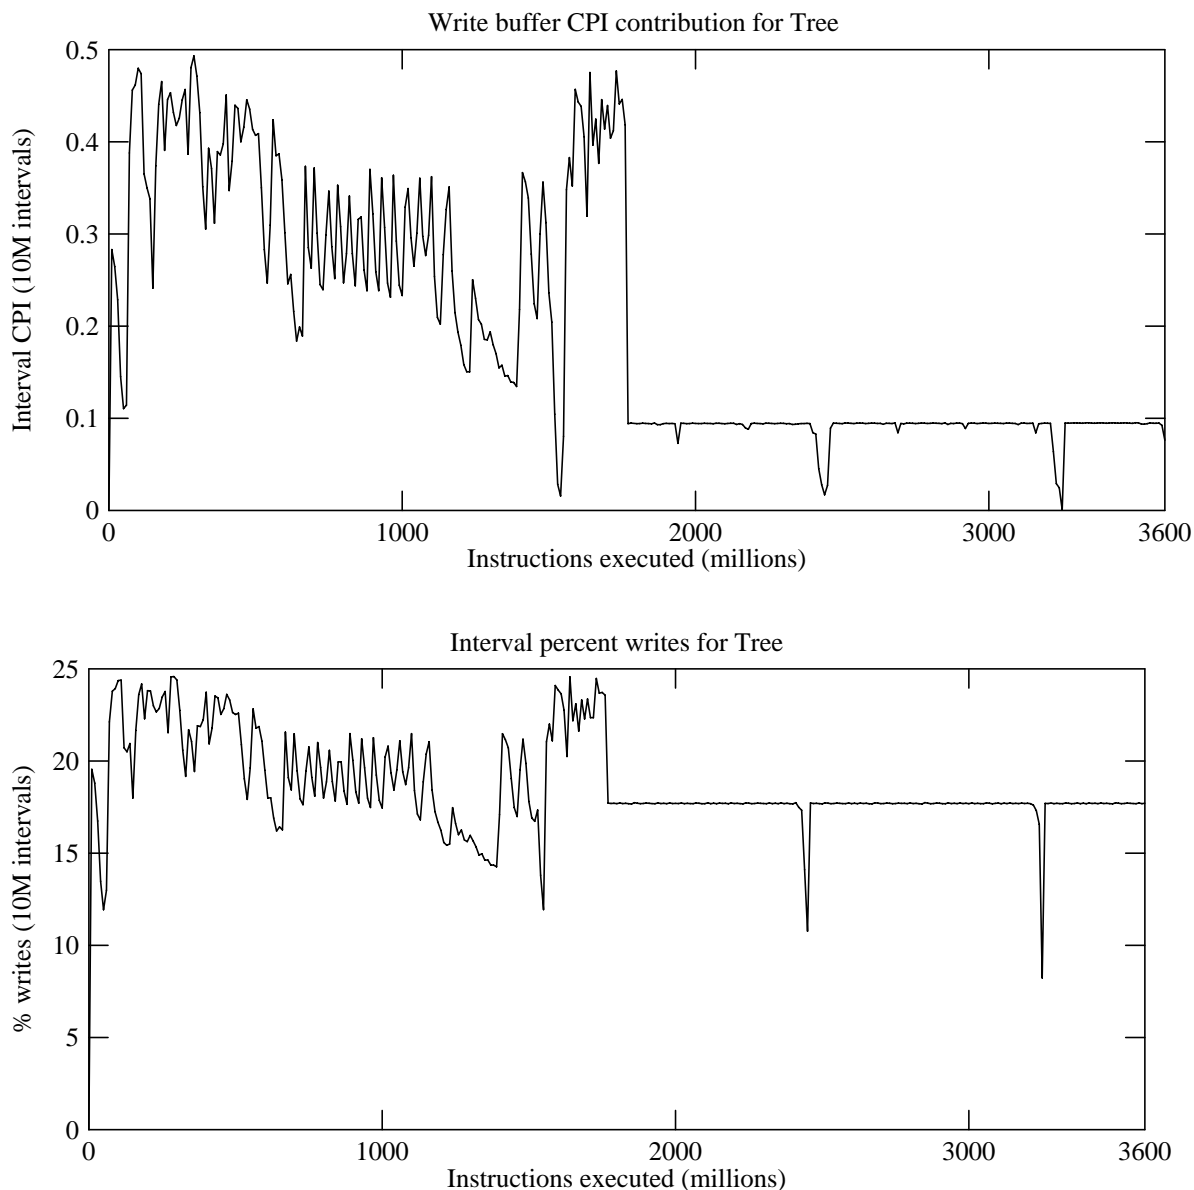 Write buffer CPI contribution for Tree
Interval CPI (10M intervals)
0.5
0.4
0.3
0.2
0.1
0
0 1000 2000 3000 3600
Instructions executed (millions)
Interval percent writes for Tree
% writes (10M intervals)
25
20
15
10
5
0
0 1000 2000 3000 3600
Instructions executed (millions)